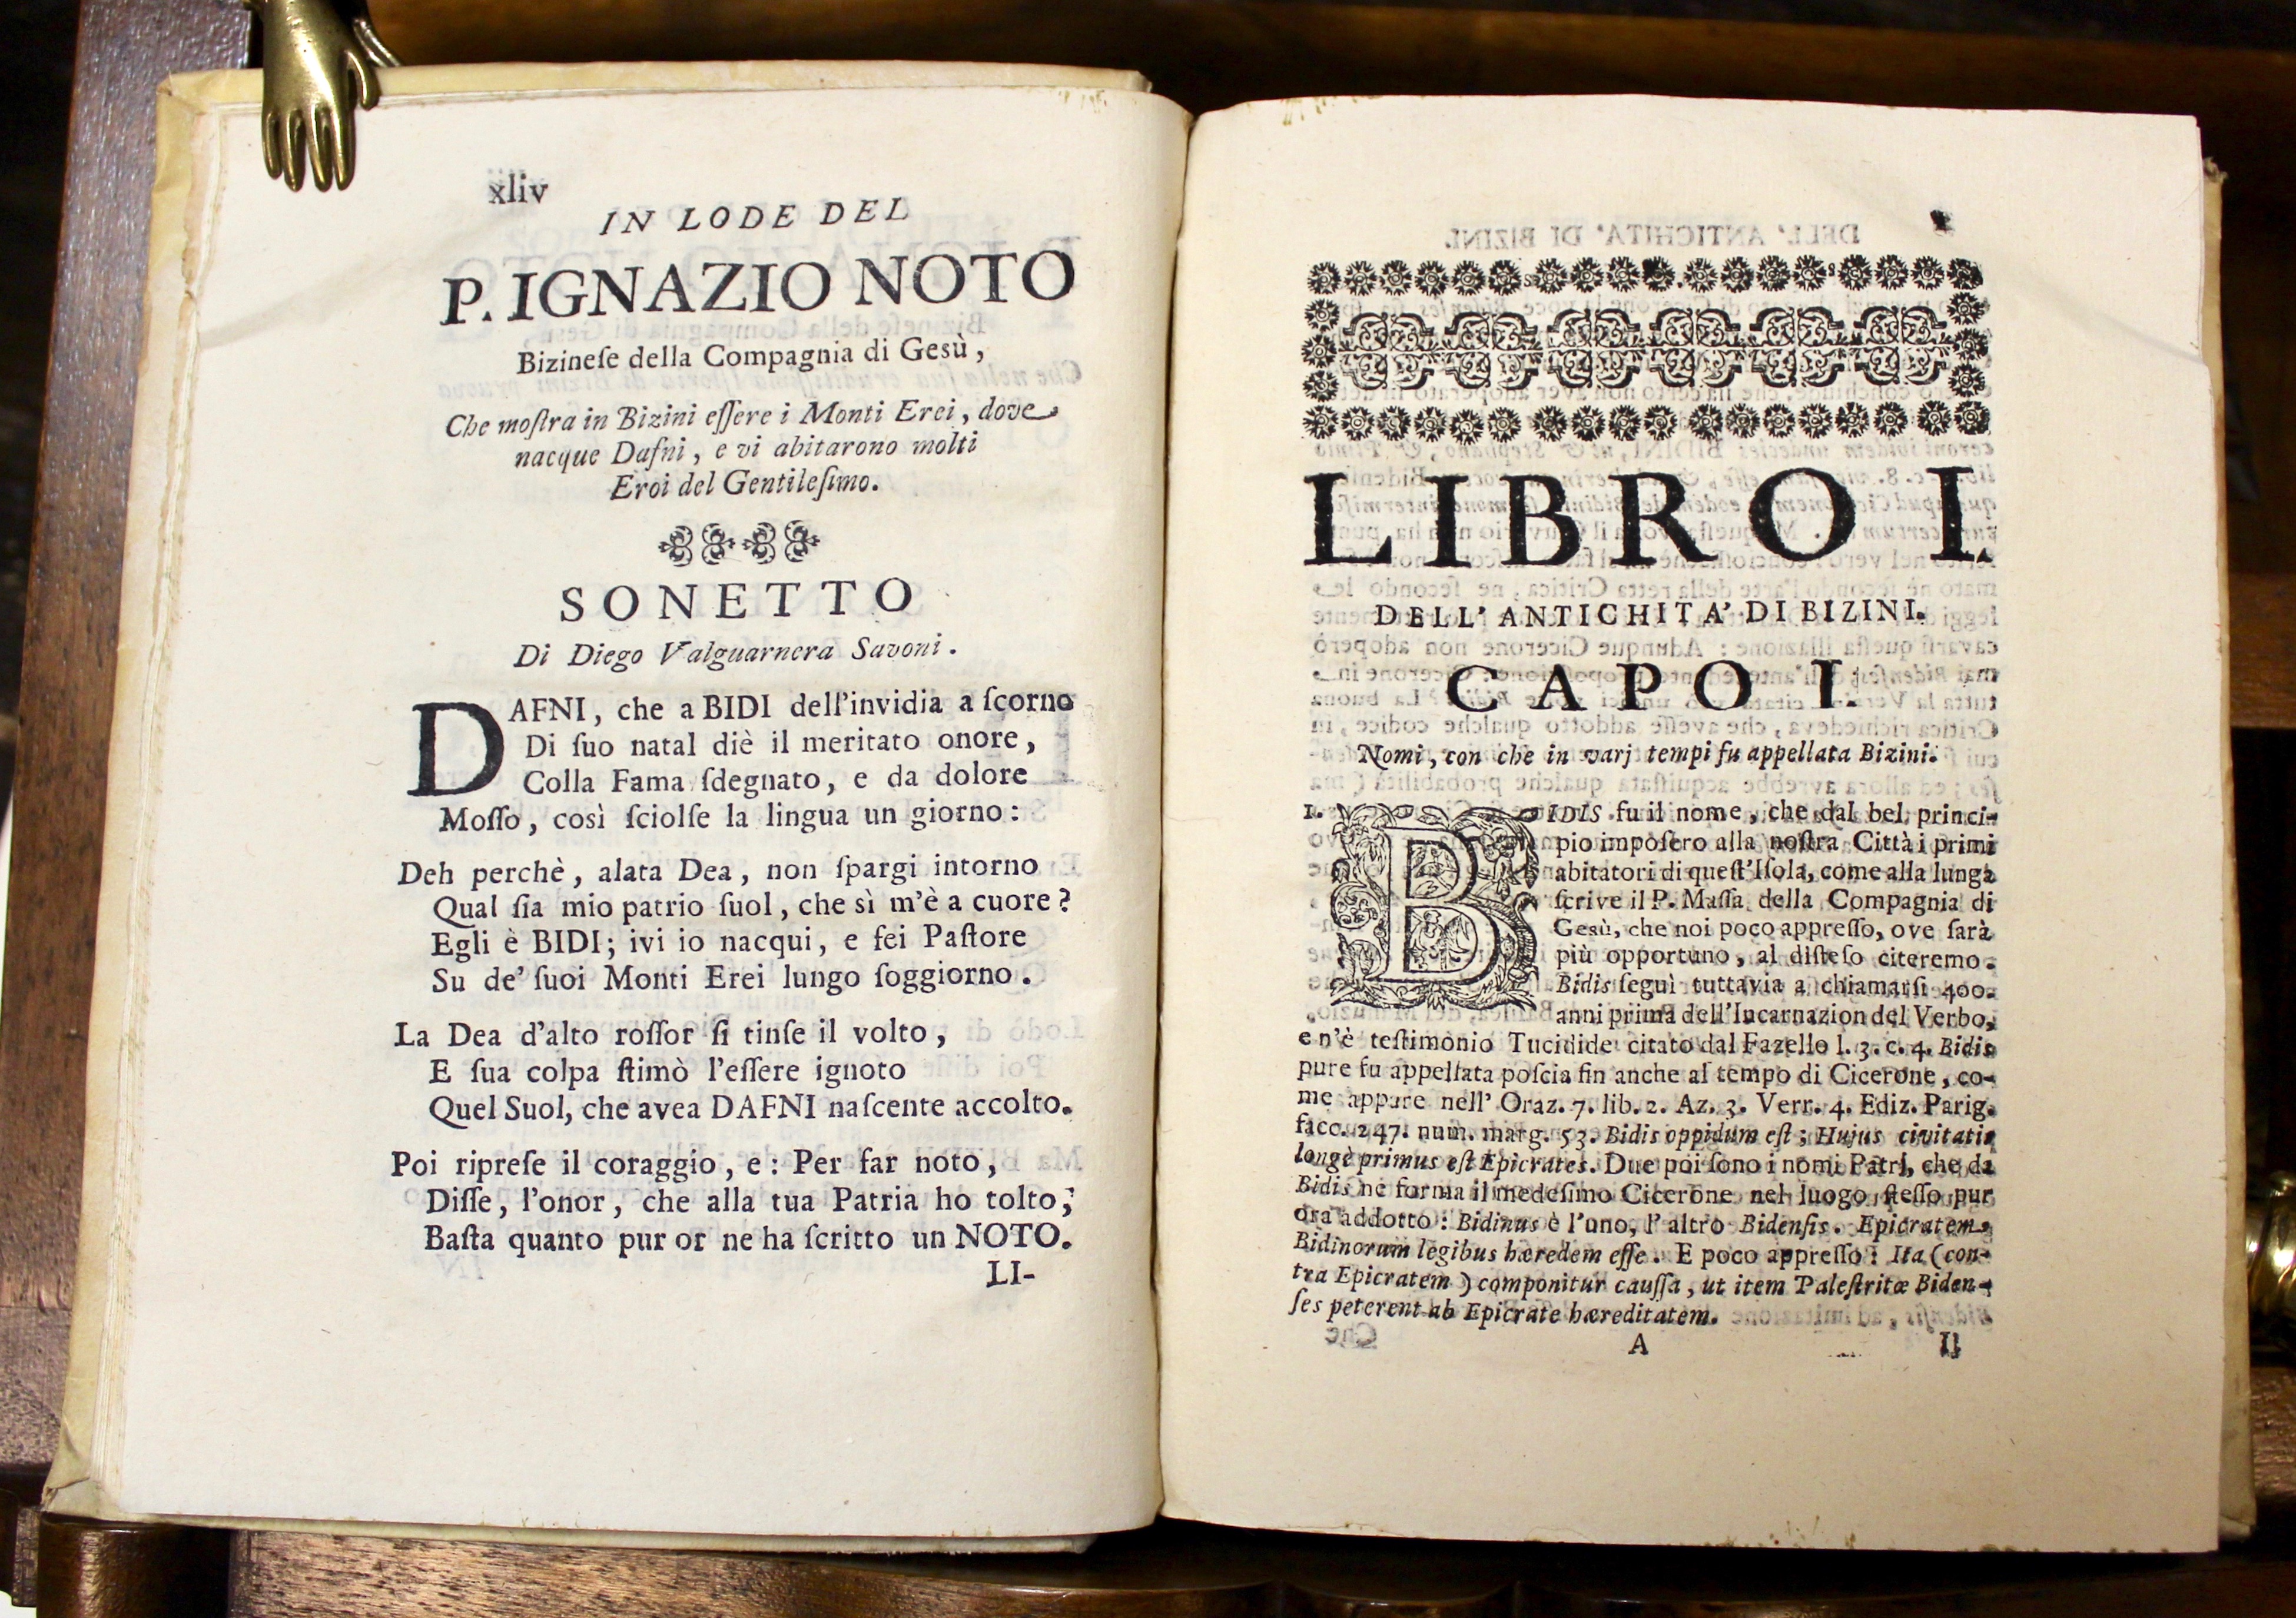 xliv
IN LODE DEL
P. IGNAZIO NOTO
Bizineſe della Compagnia di Gesù,
Che moſtra in Bizini eſſere i Monti Erei, dove
nacque Dafni, e vi abitarono molti
Eroi del Gentileſimo.
SONETTO
Di Diego Valguarnera Savoni.
DAFNI, che a BIDI dell'invidia a ſcorno
Di ſuo natal diè il meritato onore,
Colla Fama ſdegnato, e da dolore
Moſſo, così ſciolſe la lingua un giorno:
Deh perchè, alata Dea, non ſpargi intorno
Qual ſia mio patrio ſuol, che sì m'è a cuore?
Egli è BIDI; ivi io nacqui, e fei Paſtore
Su de' ſuoi Monti Erei lungo ſoggiorno.
La Dea d'alto roſſor ſi tinſe il volto,
E ſua colpa ſtimò l'eſſere ignoto
Quel Suol, che avea DAFNI naſcente accolto.
Poi ripreſe il coraggio, e: Per far noto,
Diſſe, l'onor, che alla tua Patria ho tolto;
Baſta quanto pur or ne ha ſcritto un NOTO.
LI-
LIBRO I.
DELL' ANTICHITA' DI BIZINI.
CAPO I.
Nomi, con che in varj tempi fu appellata Bizini.
1. BIDIS fu il nome, che dal bel princi-
pio impoſero alla noſtra Città i primi
abitatori di queſt'Iſola, come alla lunga
ſcrive il P. Maſſa della Compagnia di
Gesù, che noi poco appreſſo, ove ſarà
più opportuno, al diſteſo citeremo.
Bidis ſeguì tuttavia a chiamarſi 400.
anni prima dell'Incarnazion del Verbo,
e n'è teſtimonio Tucidide citato dal Fazello l. 3. c. 4. Bidis
pure fu appellata poſcia fin anche al tempo di Cicerone, co-
me appare nell' Oraz. 7. lib. 2. Az. 3. Verr. 4. Ediz. Parig.
facc. 247. num. marg. 53. Bidis oppidum eſt; Hujus civitatis
longè primus eſt Epicrates. Due poi ſono i nomi Patrj, che da
Bidis ne forma il medeſimo Cicerone nel luogo ſteſſo pur
ora addotto: Bidinus è l'uno, l' altro Bidenſis. Epicratem
Bidinorum legibus hæredem eſſe. E poco appreſſo: Ita (con-
tra Epicratem) componitur cauſſa, ut item Paleſtritæ Biden-
ſes peterent ab Epicrate hæreditatem.
A
Il